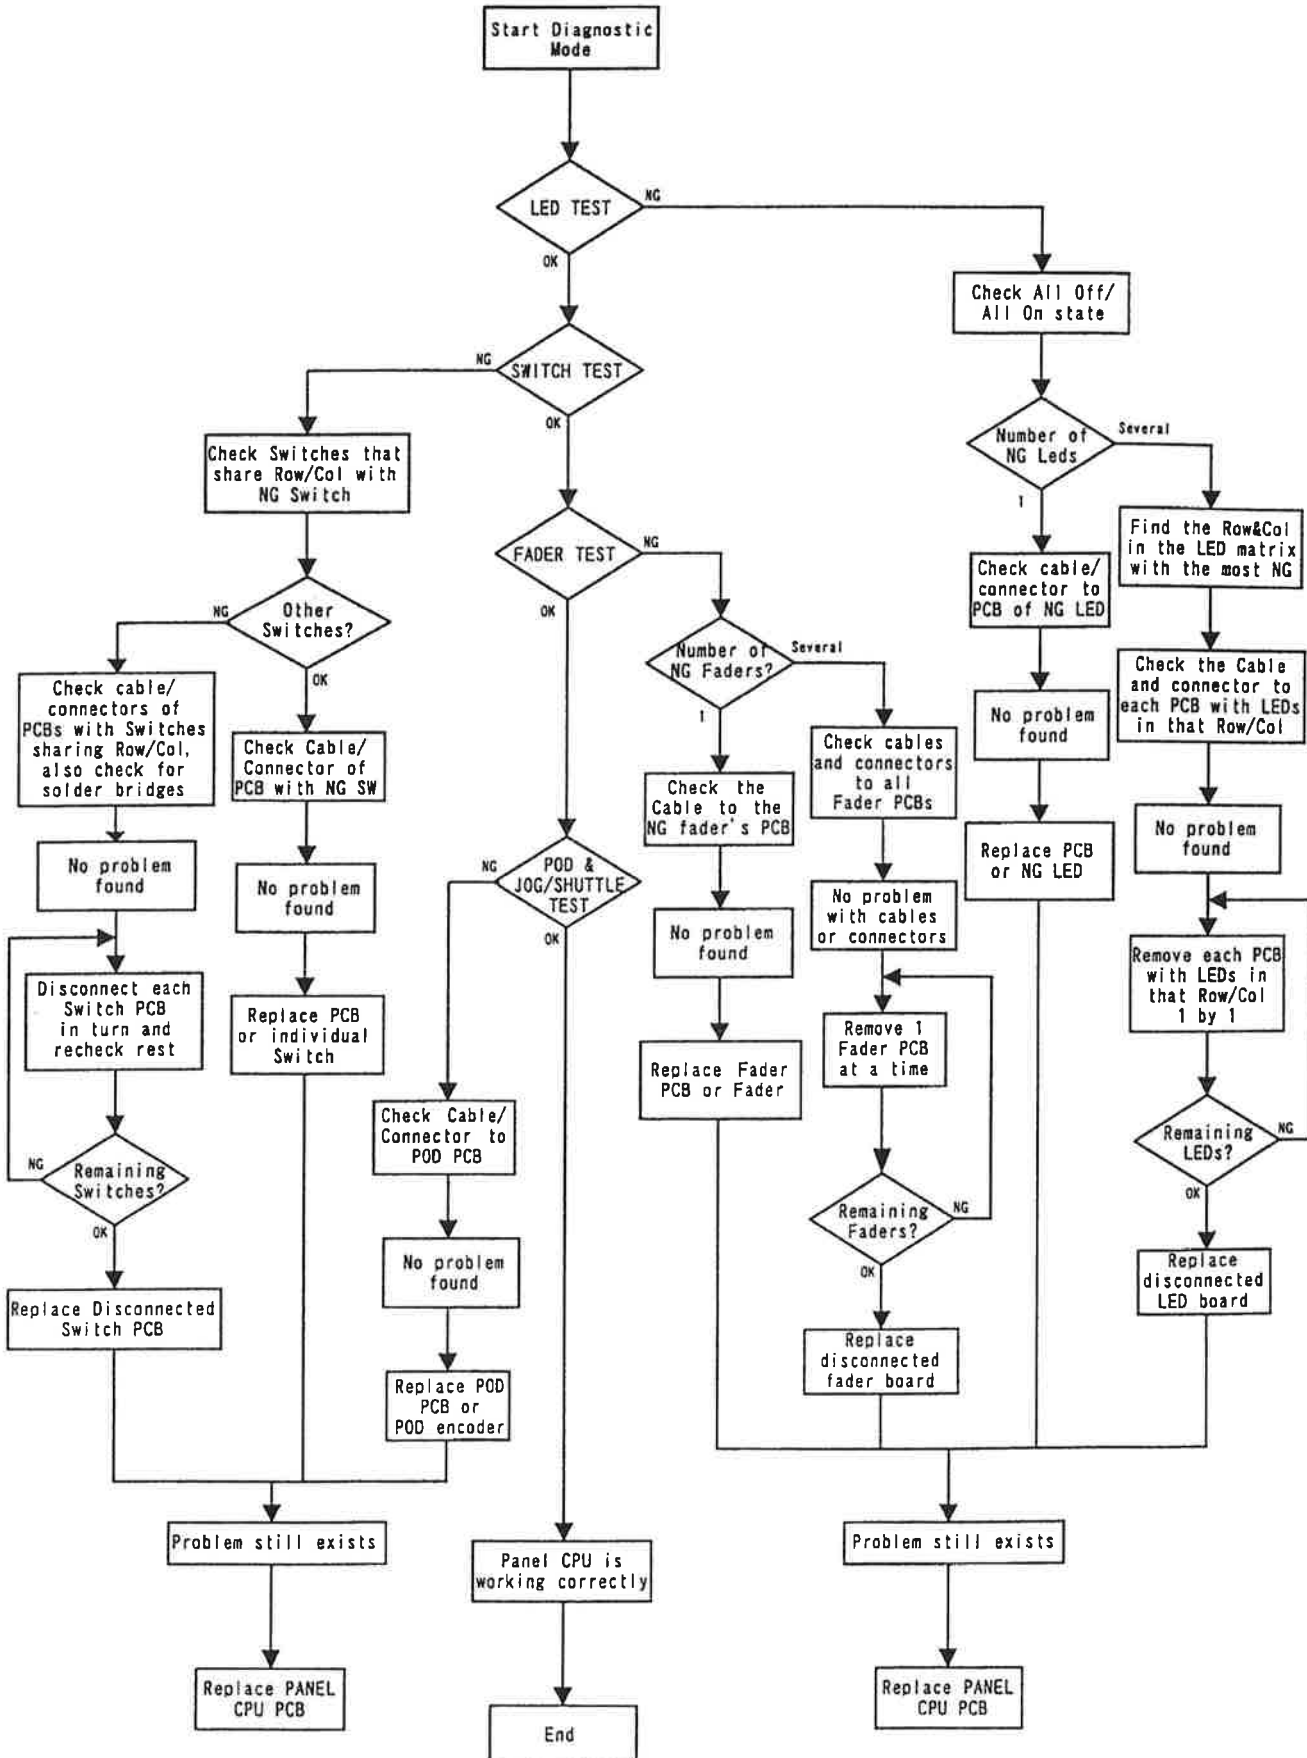 Start Diagnostic
Mode
LED TEST
NG
OK
Check All Off/
All On state
SWITCH TEST
NG
OK
Check Switches that
share Row/Col with
NG Switch
Number of
NG Leds
Several
1
Find the Row&Col
in the LED matrix
with the most NG
FADER TEST
NG
OK
Check cable/
connector to
PCB of NG LED
Other
Switches?
NG
OK
Number of
NG Faders?
Several
1
Check the Cable
and connector to
each PCB with LEDs
in that Row/Col
Check cable/
connectors of
PCBs with Switches
sharing Row/Col,
also check for
solder bridges
Check Cable/
Connector of
PCB with NG SW
No problem
found
Check cables
and connectors
to all
Fader PCBs
Check the
Cable to the
NG fader's PCB
No problem
found
Replace PCB
or NG LED
No problem
found
No problem
found
POD &
JOG/SHUTTLE
TEST
NG
OK
No problem
found
No problem
with cables
or connectors
Remove each PCB
with LEDs in
that Row/Col
1 by 1
Disconnect each
Switch PCB
in turn and
recheck rest
Replace PCB
or individual
Switch
Replace Fader
PCB or Fader
Remove 1
Fader PCB
at a time
Check Cable/
Connector to
POD PCB
Remaining
LEDs?
NG
OK
Remaining
Switches?
NG
OK
Remaining
Faders?
NG
OK
No problem
found
Replace
disconnected
LED board
Replace Disconnected
Switch PCB
Replace
disconnected
fader board
Replace POD
PCB or
POD encoder
Problem still exists
Panel CPU is
working correctly
Problem still exists
Replace PANEL
CPU PCB
End
Replace PANEL
CPU PCB